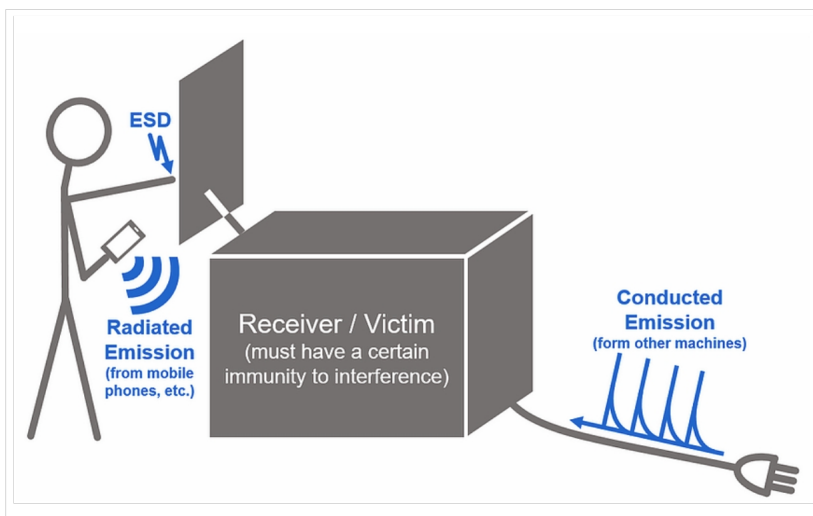 ESD
Radiated
Emission
(from mobile
phones, etc.)
Receiver / Victim
(must have a certain
immunity to interference)
Conducted
Emission
(form other machines)